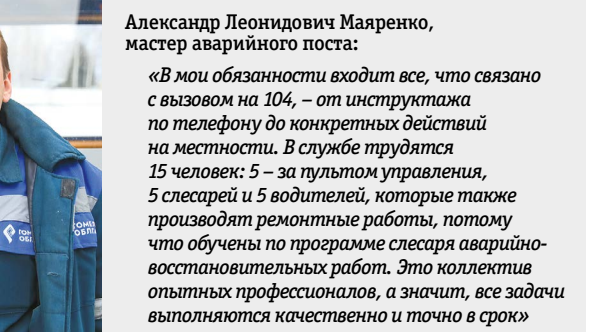 Александр Леонидович Маяренко,
мастер аварийного поста:
«В мои обязанности входит все, что связано
с вызовом на 104, – от инструктажа
по телефону до конкретных действий
на местности. В службе трудятся
15 человек: 5 – за пультом управления,
5 слесарей и 5 водителей, которые также
производят ремонтные работы, потому
что обучены по программе слесаря аварийно-
восстановительных работ. Это коллектив
опытных профессионалов, а значит, все задачи
выполняются качественно и точно в срок»